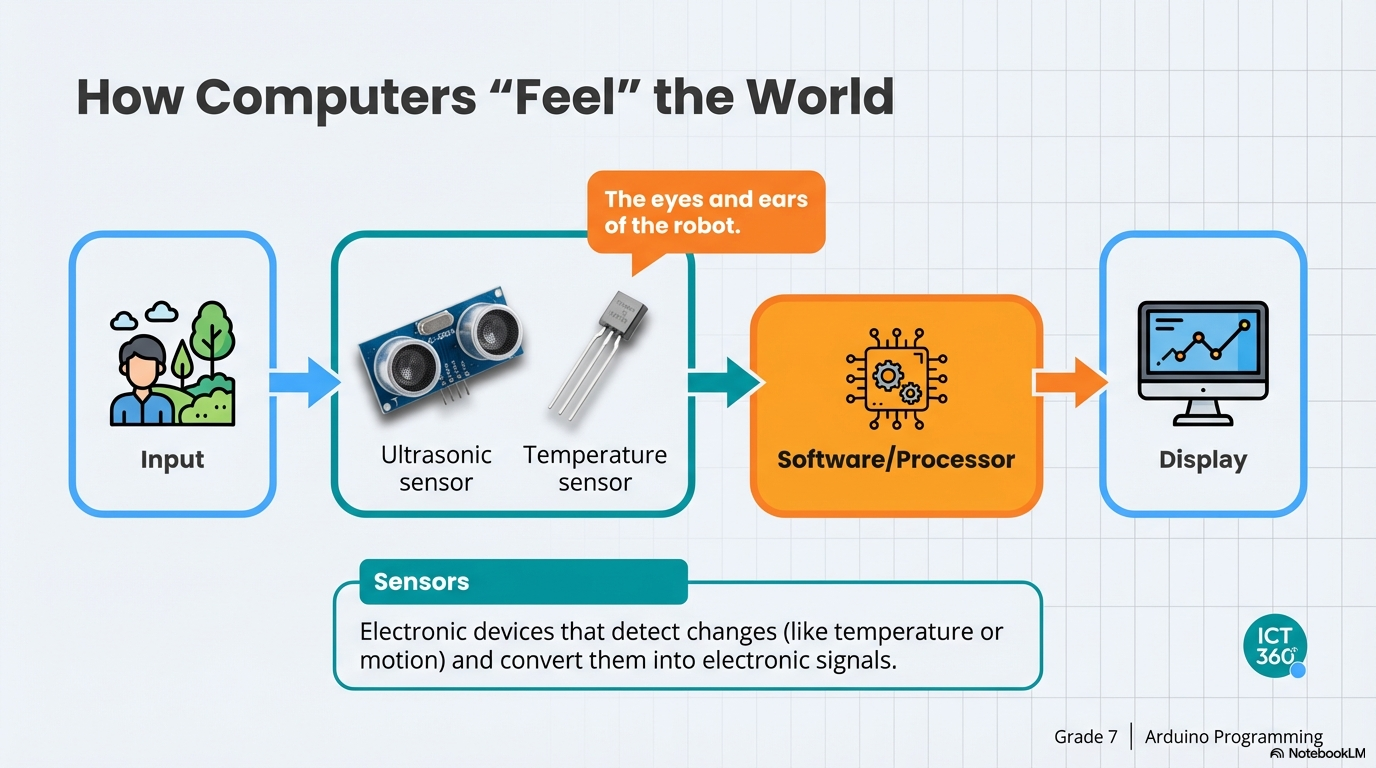 How Computers “Feel” the World
The eyes and ears
of the robot.
Input
Ultrasonic
sensor
Temperature
sensor
Software/Processor
Display
Sensors
Electronic devices that detect changes (like temperature or
motion) and convert them into electronic signals.
ICT
360°
Grade 7 | Arduino Programming
NotebookLM